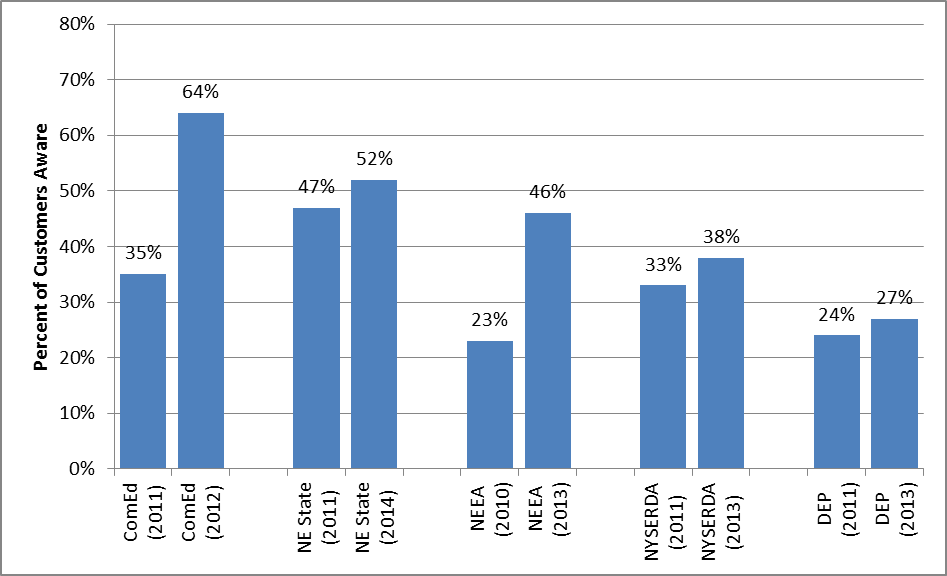 80%
70%
60%
50%
40%
30%
20%
10%
0%
Percent of Customers Aware
35%
64%
47%
52%
23%
46%
33%
38%
24%
27%
ComEd
(2011)
ComEd
(2012)
NE State
(2011)
NE State
(2014)
NEEA
(2010)
NEEA
(2013)
NYSERDA
(2011)
NYSERDA
(2013)
DEP
(2011)
DEP
(2013)